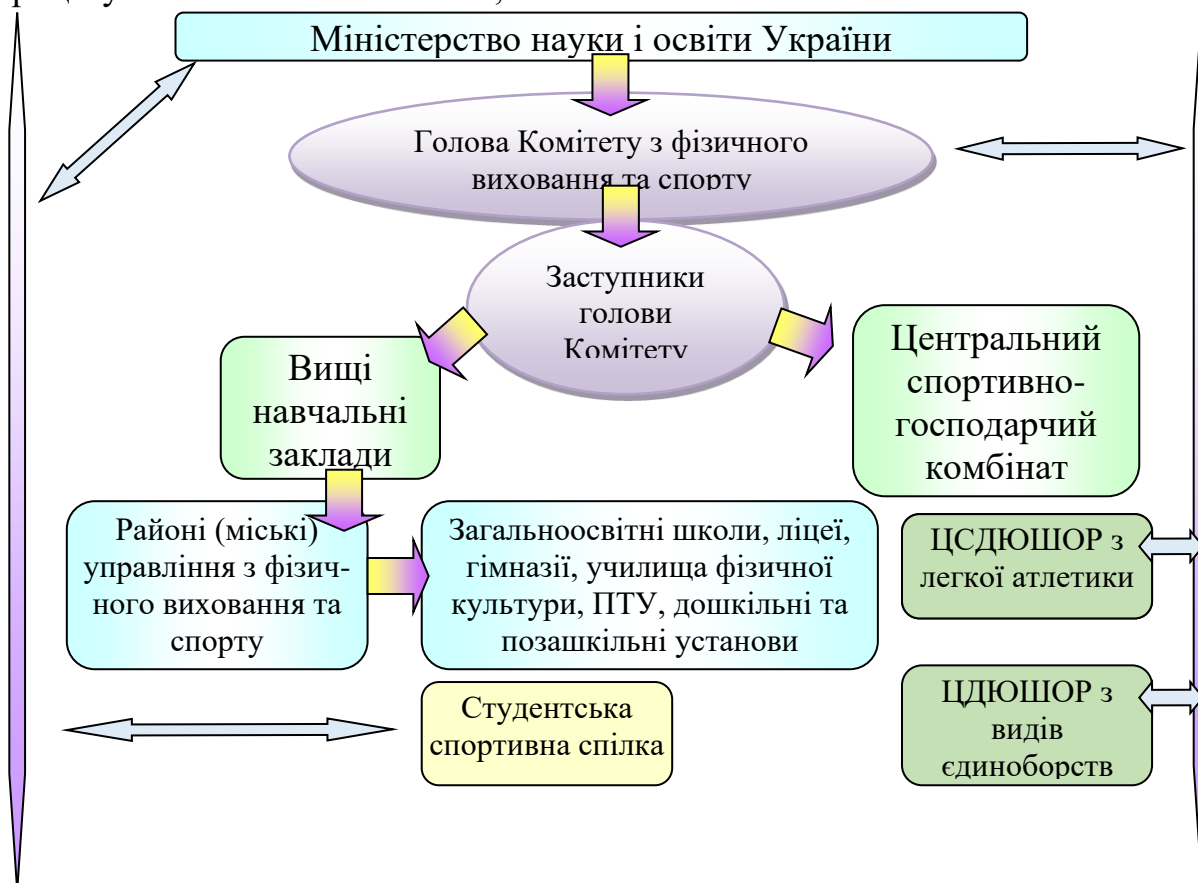 Міністерство науки і освіти України
Голова Комітету з фізичного
виховання та спорту
Заступники
голови
Комітету
Вищі
навчальні
заклади
Центральний
спортивно-
господарчий
комбінат
Районі (міські)
управління з фізич-
ного виховання та
спорту
Загальноосвітні школи, ліцеї,
гімназії, училища фізичної
культури, ПТУ, дошкільні та
позашкільні установи
ЦСДЮШОР з
легкої атлетики
Студентська
спортивна спілка
ЦДЮШОР з
видів
єдиноборств